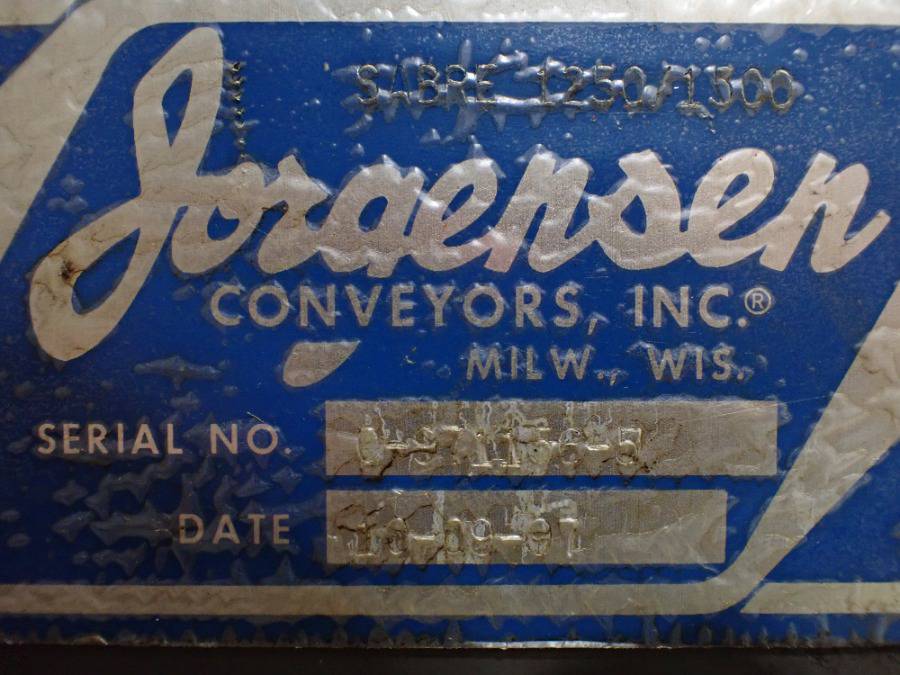 SABRE 1250/1500
Jorgensen
CONVEYORS, INC.®
MILW., WIS.
SERIAL NO.
DATE